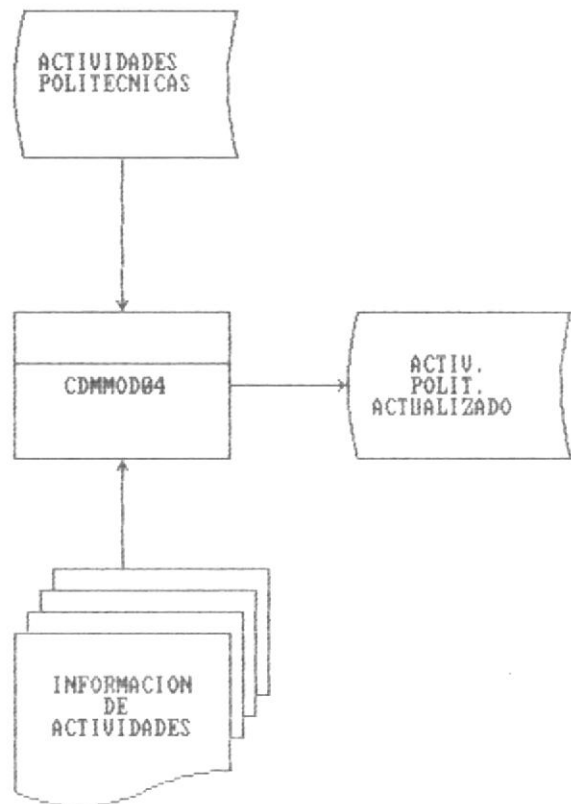 ACTIVIDADES
POLITECNICAS
CDMMOD04
ACTIV.
POLIT.
ACTUALIZADO
INFORMACION
DE
ACTIVIDADES